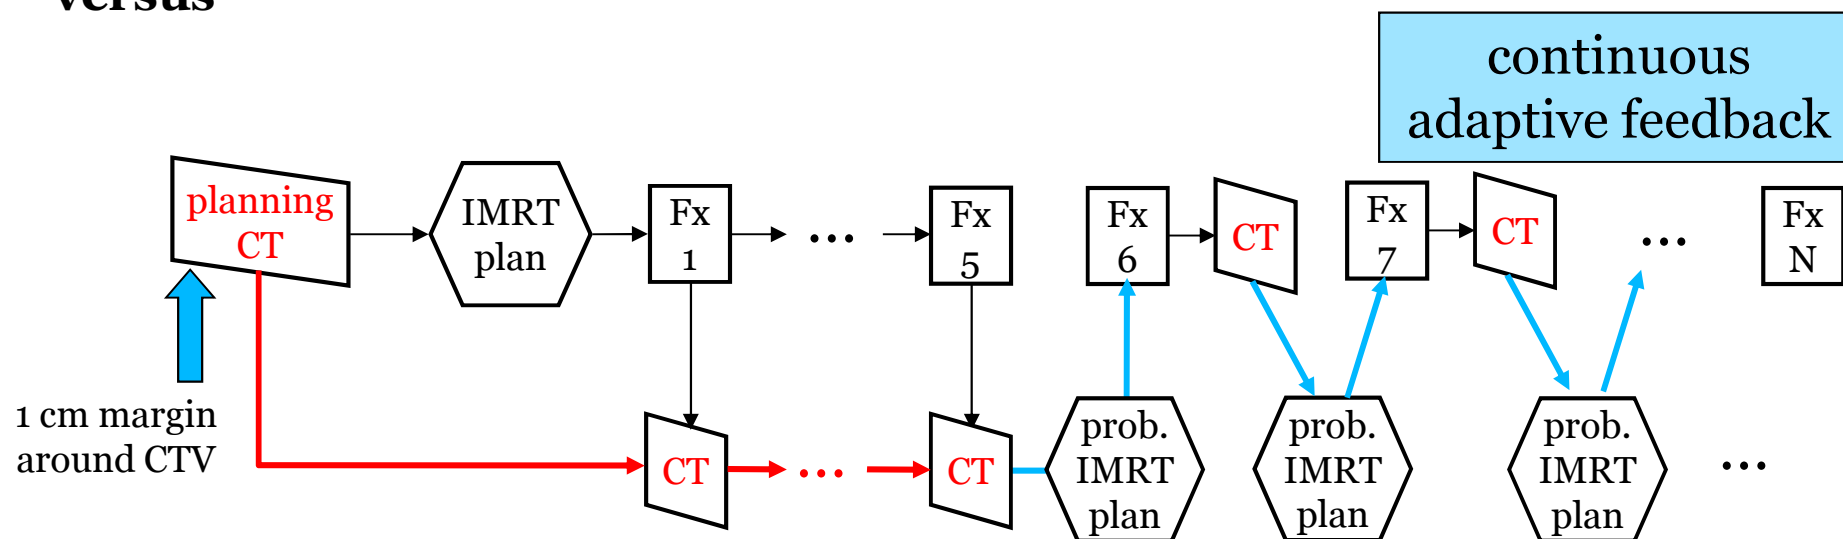 versus
continuous
adaptive feedback
planning
CT
IMRT
plan
Fx
1
...
Fx
5
Fx
6
CT
Fx
7
CT
...
Fx
N
1 cm margin
around CTV
CT
...
CT
prob.
IMRT
plan
prob.
IMRT
plan
prob.
IMRT
plan
...